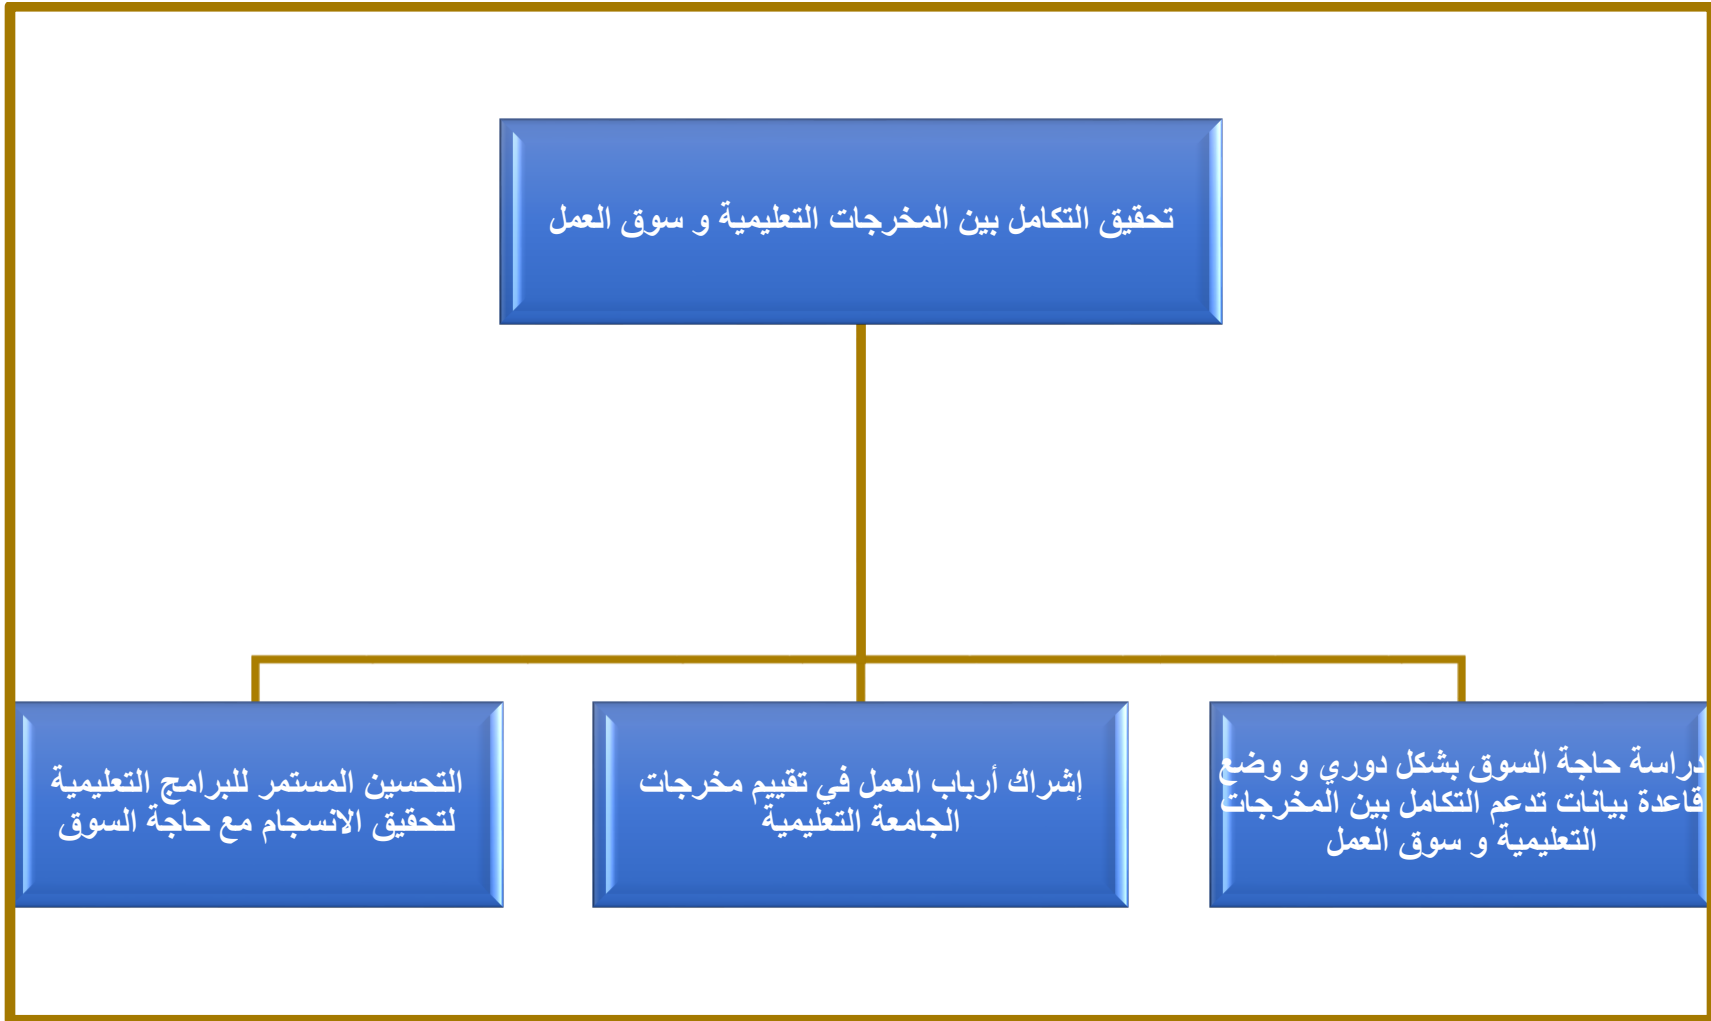 تحقيق التكامل بين المخرجات التعليمية و سوق العمل
دراسة حاجة السوق بشكل دوري و وضع
قاعدة بيانات تدعم التكامل بين المخرجات
التعليمية و سوق العمل
إشراك أرباب العمل في تقييم مخرجات
الجامعة التعليمية
التحسين المستمر للبرامج التعليمية
لتحقيق الانسجام مع حاجة السوق